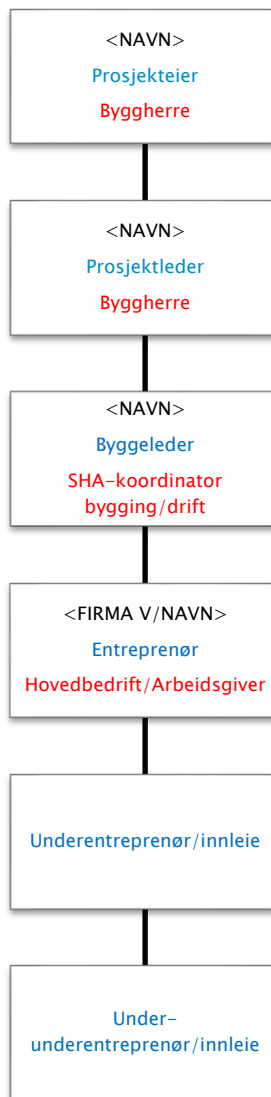 <NAVN>
Prosjekteier
Byggherre
<NAVN>
Prosjektleder
Byggherre
<NAVN>
Byggeleder
SHA-koordinator
bygging/drift
<FIRMA V/NAVN>
Entreprenør
Hovedbedrift/Arbeidsgiver
Underentreprenør/innleie
Under-
underentreprenør/innleie